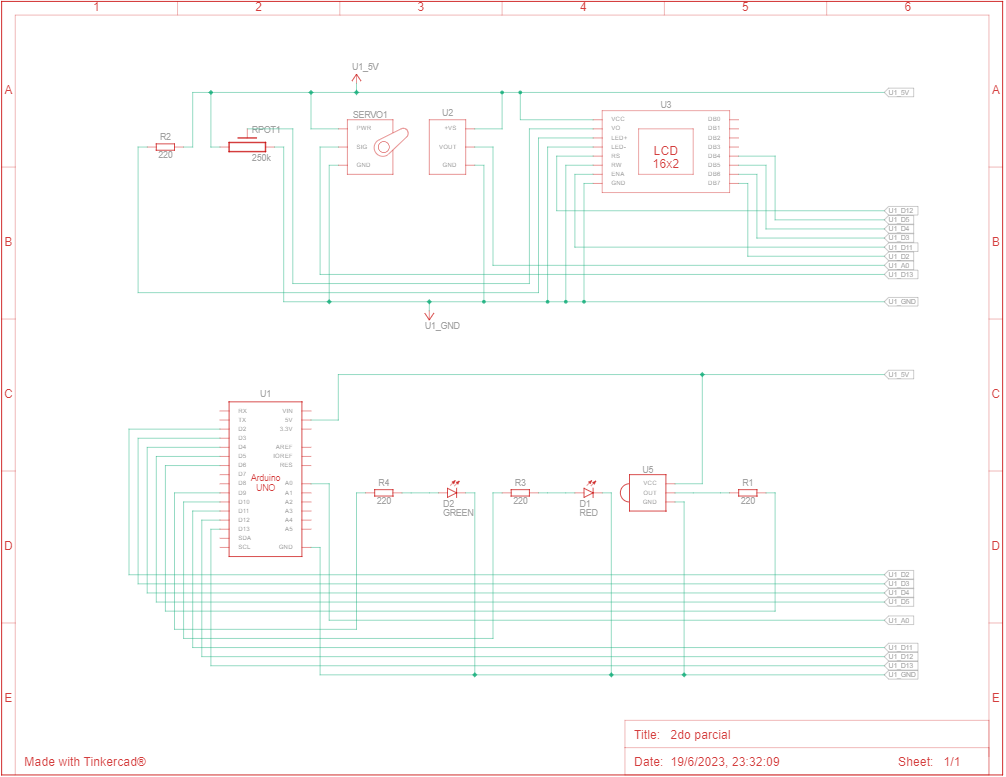 1 2 3 4 5 6
A A
B B
C C
D D
E E
U1_5V
U1_5V
R2
220
RPOT1
250k
SERVO1
PWR
SIG
GND
U2
+VS
VOUT
GND
U3
VCC
VO
LED+
LED-
RS
RW
ENA
GND
LCD
16x2
DB0
DB1
DB2
DB3
DB4
DB5
DB6
DB7
U1_D12
U1_D5
U1_D4
U1_D3
U1_D11
U1_D2
U1_A0
U1_D13
U1_GND
U1_GND
U1_5V
U1
RX
TX
D2
D3
D4
D5
D6
D7
D8
D9
D10
D11
D12
D13
SDA
SCL
Arduino
UNO
VIN
5V
3.3V
AREF
IOREF
RES
A0
A1
A2
A3
A4
A5
GND
R4
220
D2
GREEN
R3
220
D1
RED
U5
VCC
OUT
GND
R1
220
U1_D2
U1_D3
U1_D4
U1_D5
U1_A0
U1_D11
U1_D12
U1_D13
U1_GND
Title: 2do parcial
Made with Tinkercad®
Date: 19/6/2023, 23:32:09 Sheet: 1/1